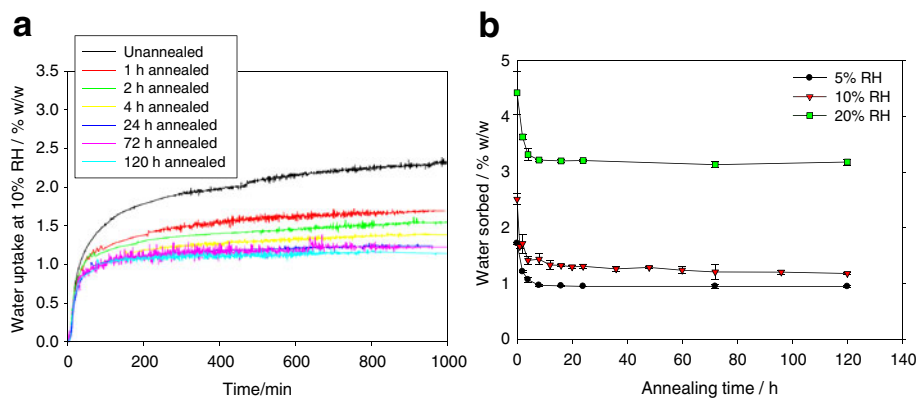 a
Unannealed
1 h annealed
2 h annealed
4 h annealed
24 h annealed
72 h annealed
120 h annealed
Water uptake at 10% RH / % w/w
3.5
3.0
2.5
2.0
1.5
1.0
0.5
0.0
0 200 400 600 800 1000
Time/min
b
5% RH
10% RH
20% RH
Water sorbed / % w/w
5
4
3
2
1
0
0 20 40 60 80 100 120 140
Annealing time / h